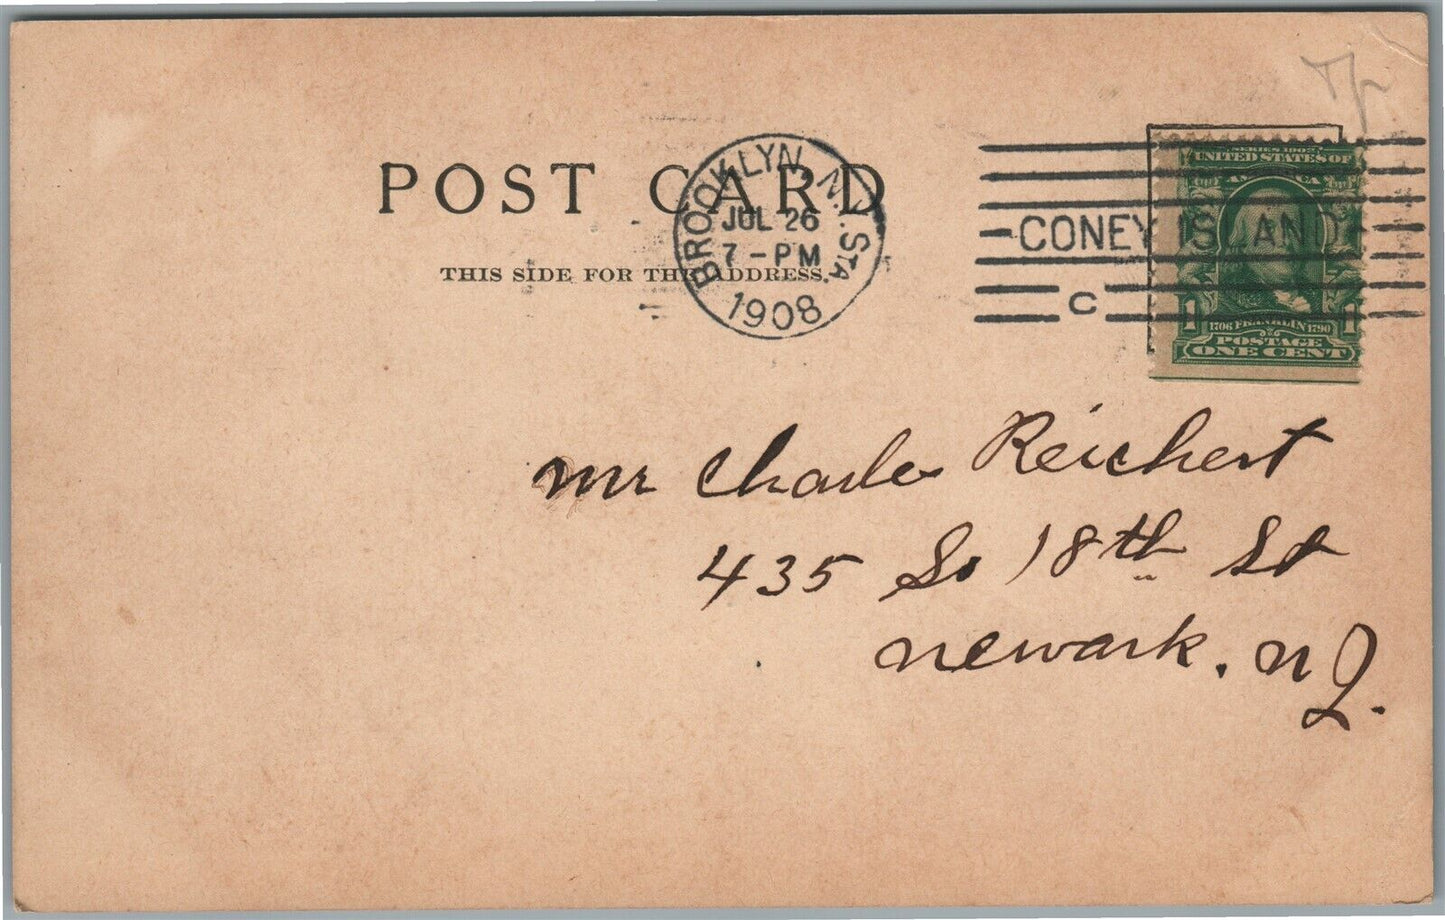 POST CARD
THIS SIDE FOR THE ADDRESS.
BROOKLYN, N.Y. STA.
JUL 26
7-PM
1908
CONEY ISLAND
C
SERIES 1902
UNITED STATES OF
AMERICA
1 1
1706 FRANKLIN 1790
POSTAGE
ONE CENT
Mr Charles Reichert
435 So 18th St
Newark, NJ.